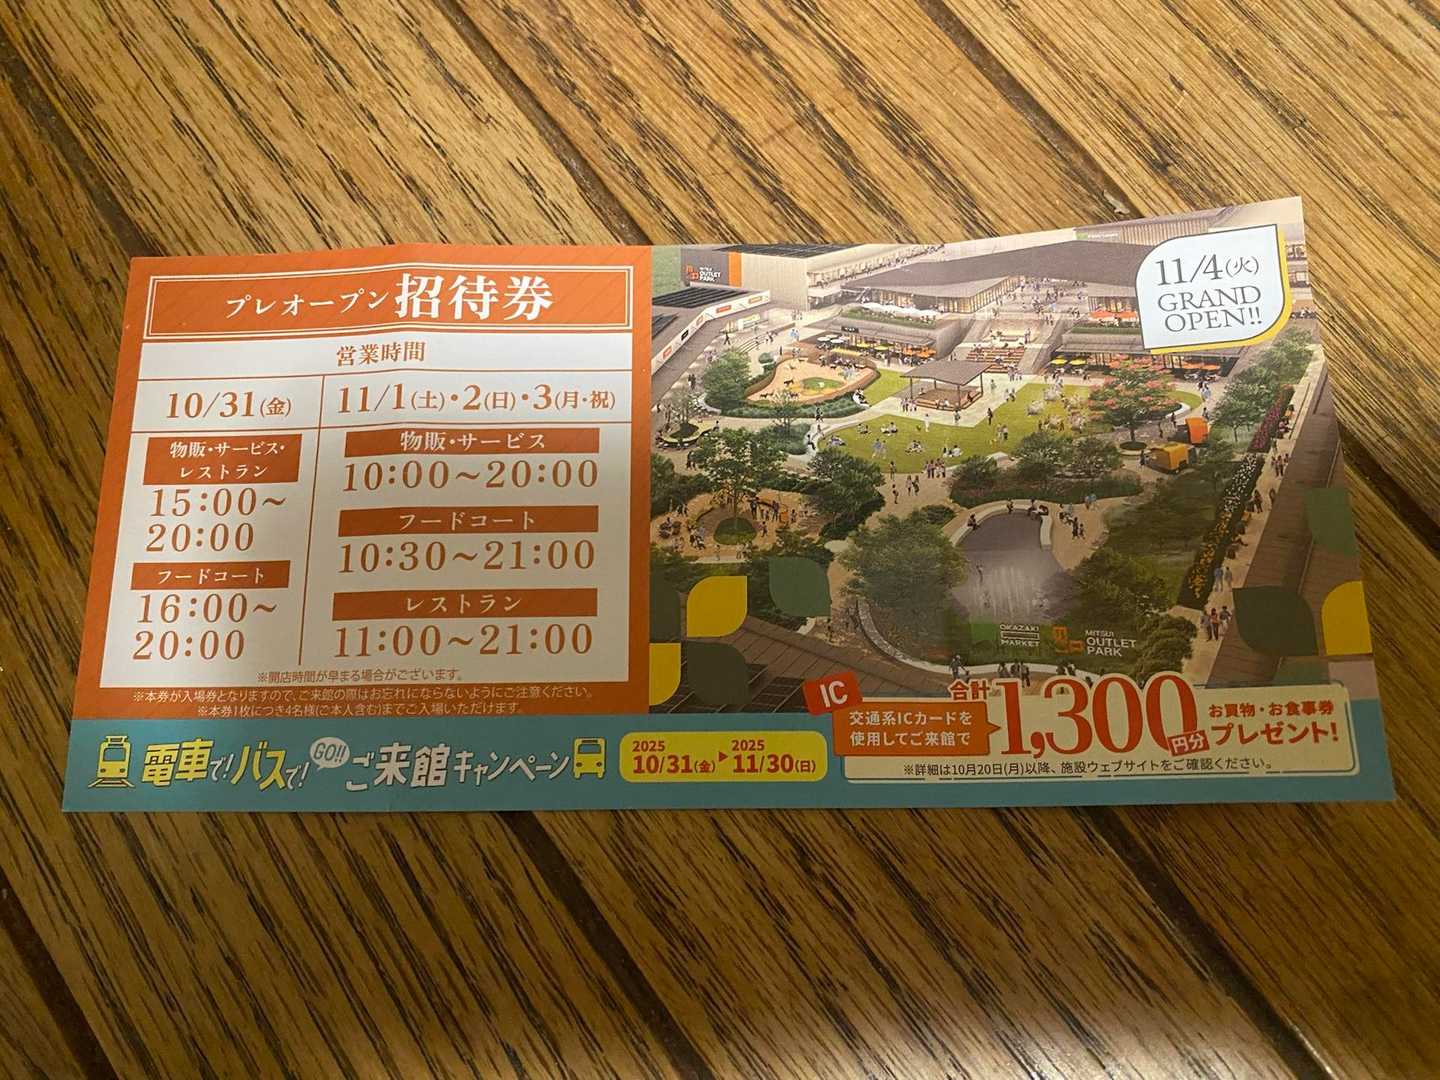 プレオープン 招待券
営業時間
10/31(金)
物販・サービス・
レストラン
15:00～
20:00
フードコート
16:00～
20:00
11/1(土)・2(日)・3(月・祝)
物販・サービス
10:00～20:00
フードコート
10:30～21:00
レストラン
11:00～21:00
※開店時間が早まる場合がございます。
※本券が入場券となりますので、ご来館の際はお忘れにならないようにご注意ください。
※本券1枚につき4名様(ご本人含む)までご入場いただけます。
MITSUI
OUTLET
PARK
11/4(火)
GRAND
OPEN!!
OKAZAKI
MARKET
MITSUI
OUTLET
PARK
電車で!バスで!GO!!ご来館キャンペーン
2025
10/31(金)
2025
11/30(日)
IC
交通系ICカードを
使用してご来館で
合計1,300円分
お買物・お食事券
プレゼント!
※詳細は10月20日(月)以降、施設ウェブサイトをご確認ください。